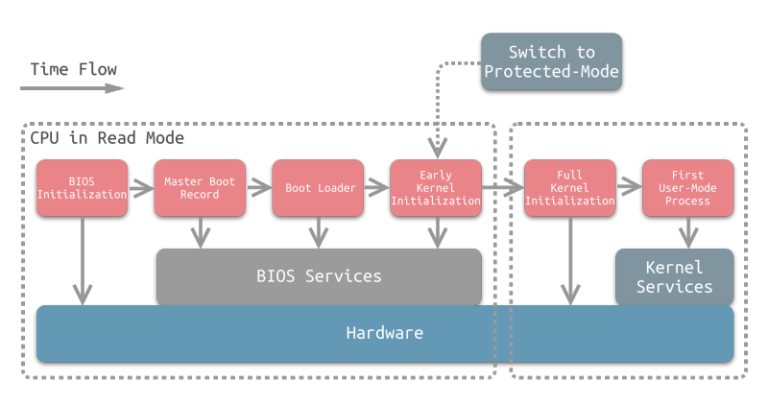 Switch to
Protected-Mode
Time Flow
CPU in Read Mode
BIOS
Initialization
Master Boot
Record
Boot Loader
Early
Kernel
Initialization
Full
Kernel
Initialization
First
User-Mode
Process
BIOS Services
Kernel
Services
Hardware